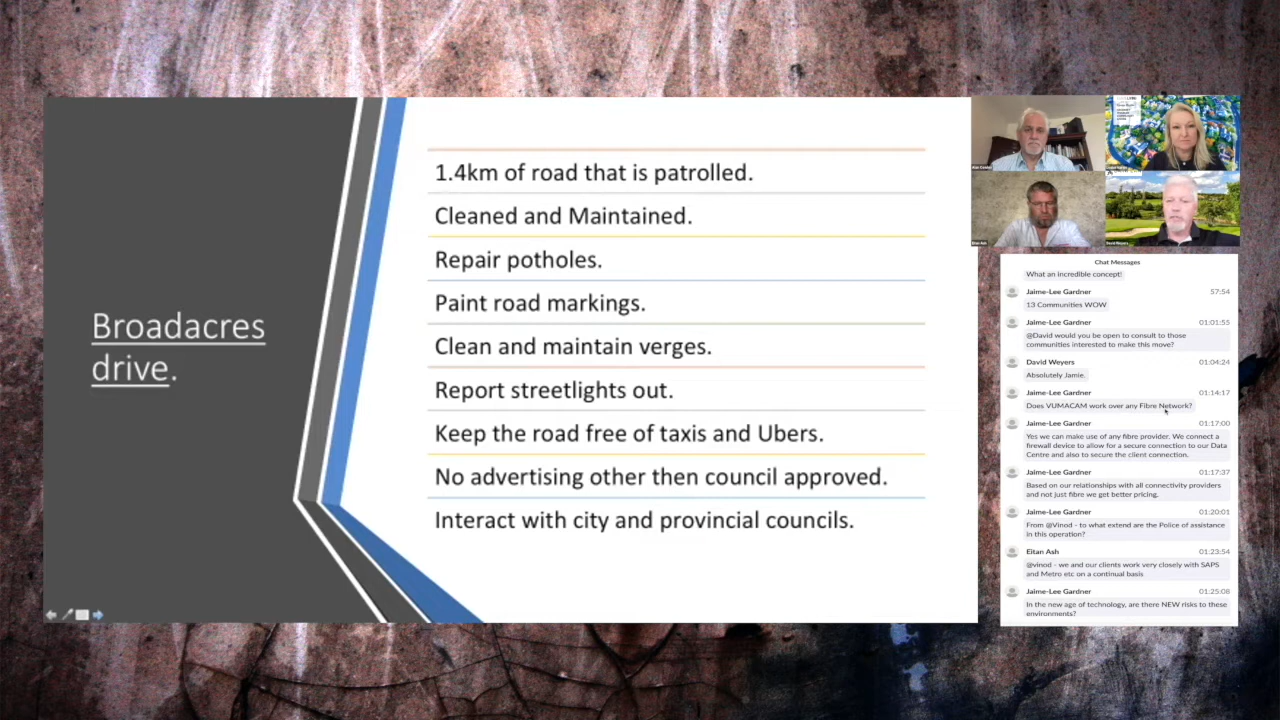 Broadacres
drive.
1.4km of road that is patrolled.
Cleaned and Maintained.
Repair potholes.
Paint road markings.
Clean and maintain verges.
Report streetlights out.
Keep the road free of taxis and Ubers.
No advertising other then council approved.
Interact with city and provincial councils.
Eitan Ash
David Weyers
Chat Messages
What an incredible concept!
Jaime-Lee Gardner 57:54
13 Communities WOW
Jaime-Lee Gardner 01:01:55
@David would you be open to consult to those
communities interested to make this move?
David Weyers 01:04:24
Absolutely Jamie.
Jaime-Lee Gardner 01:14:17
Does VUMACAM work over any Fibre Network?
Jaime-Lee Gardner 01:17:00
Yes we can make use of any fibre provider. We connect a
firewall device to allow for a secure connection to our Data
Centre and also to secure the client connection.
Jaime-Lee Gardner 01:17:37
Based on our relationships with all connectivity providers
and not just fibre we get better pricing.
Jaime-Lee Gardner 01:20:01
From @Vinod - to what extend are the Police of assistance
in this operation?
Eitan Ash 01:23:54
@vinod - we and our clients work very closely with SAPS
and Metro etc on a continual basis
Jaime-Lee Gardner 01:25:08
In the new age of technology, are there NEW risks to these
environments?